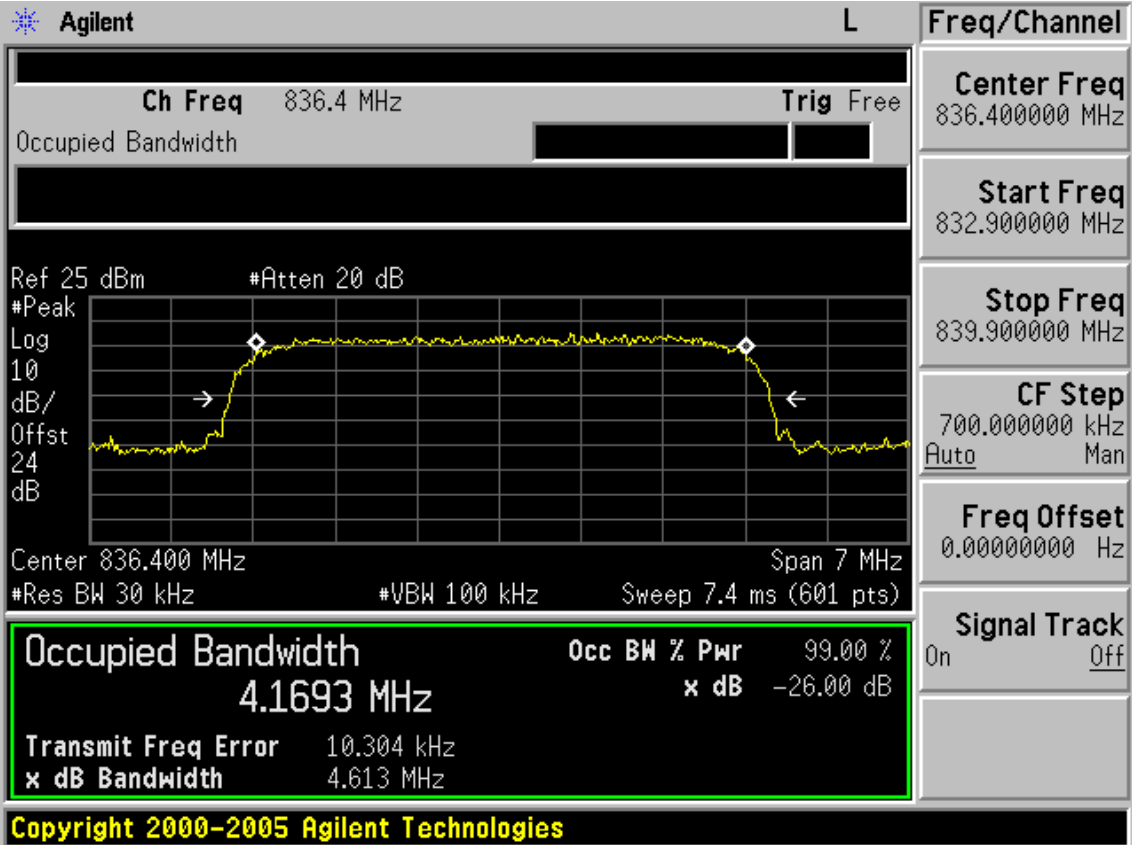 Agilent L Freq/Channel
Ch Freq 836.4 MHz Trig Free
Occupied Bandwidth
Center Freq
836.400000 MHz
Start Freq
832.900000 MHz
Stop Freq
839.900000 MHz
CF Step
700.000000 kHz
Auto Man
Freq Offset
0.00000000 Hz
Signal Track
On Off
Ref 25 dBm #Atten 20 dB
#Peak
Log
10
dB/
Offst
24
dB
Center 836.400 MHz Span 7 MHz
#Res BW 30 kHz #VBW 100 kHz Sweep 7.4 ms (601 pts)
Occupied Bandwidth Occ BW % Pwr 99.00 %
4.1693 MHz x dB -26.00 dB
Transmit Freq Error 10.304 kHz
x dB Bandwidth 4.613 MHz
Copyright 2000-2005 Agilent Technologies